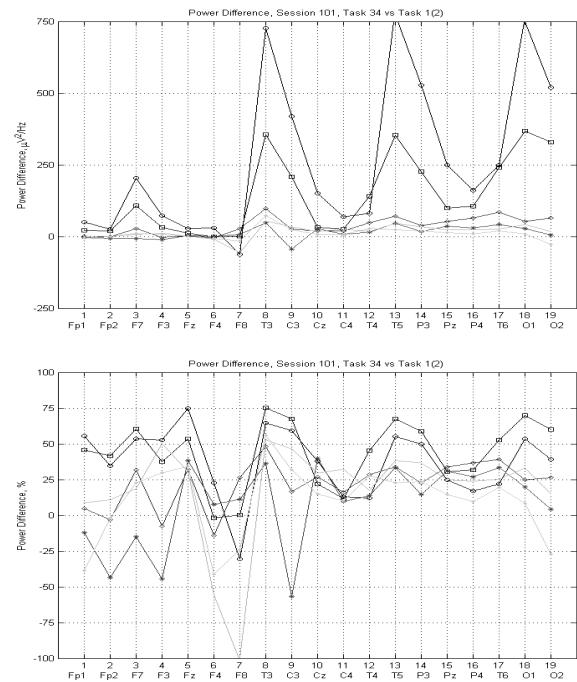 Power Difference, Session 101, Task 34 vs Task 1(2)
750
500
250
0
-250
Power Difference, µV²/Hz
1 2 3 4 5 6 7 8 9 10 11 12 13 14 15 16 17 18 19
Fp1 Fp2 F7 F3 Fz F4 F8 T3 C3 Cz C4 T4 T5 P3 Pz P4 T6 O1 O2
Power Difference, Session 101, Task 34 vs Task 1(2)
100
75
50
25
0
-25
-50
-75
-100
Power Difference, %
1 2 3 4 5 6 7 8 9 10 11 12 13 14 15 16 17 18 19
Fp1 Fp2 F7 F3 Fz F4 F8 T3 C3 Cz C4 T4 T5 P3 Pz P4 T6 O1 O2